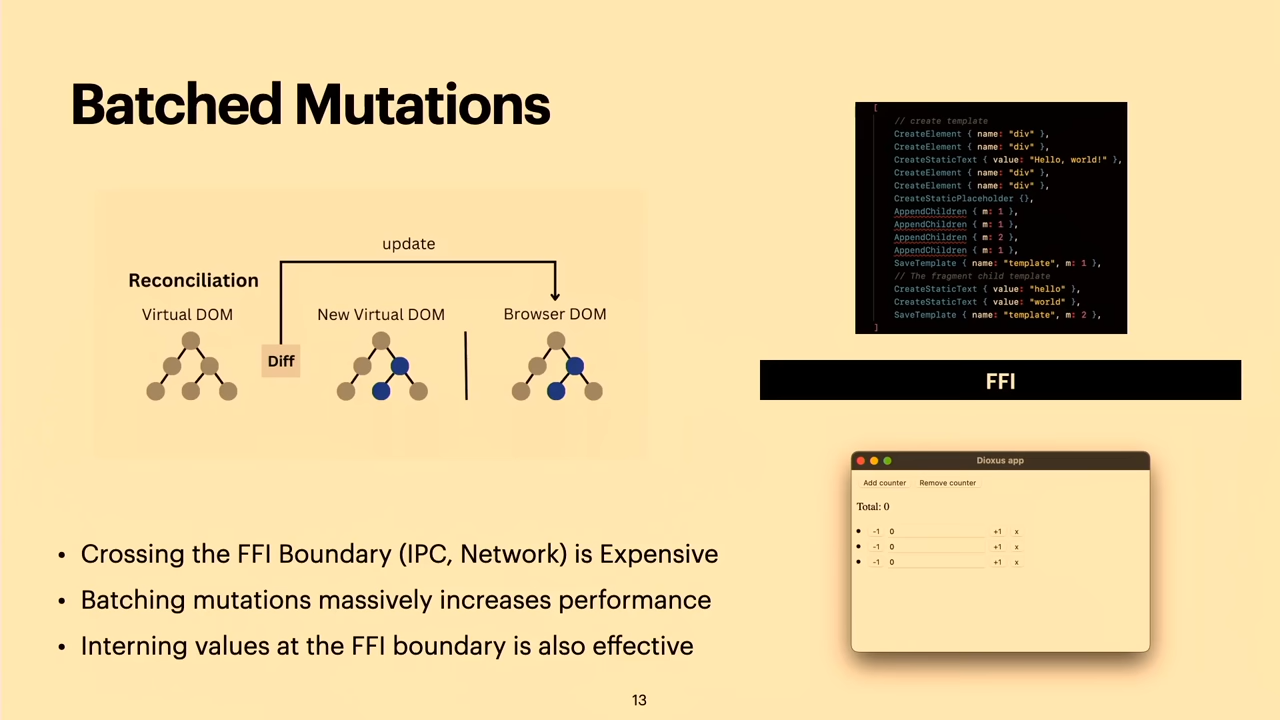 Batched Mutations
update
Reconciliation
Virtual DOM
New Virtual DOM
Browser DOM
Diff
Crossing the FFI Boundary (IPC, Network) is Expensive
Batching mutations massively increases performance
Interning values at the FFI boundary is also effective
[
// create template
CreateElement { name: "div" },
CreateElement { name: "div" },
CreateStaticText { value: "Hello, world!" },
CreateElement { name: "div" },
CreateElement { name: "div" },
CreateStaticPlaceholder {},
AppendChildren { m: 1 },
AppendChildren { m: 1 },
AppendChildren { m: 2 },
AppendChildren { m: 1 },
SaveTemplate { name: "template", m: 1 },
// The fragment child template
CreateStaticText { value: "hello" },
CreateStaticText { value: "world" },
SaveTemplate { name: "template", m: 2 },
]
FFI
Dioxus app
Add counter Remove counter
Total: 0
-1 0 +1 x
-1 0 +1 x
-1 0 +1 x
13